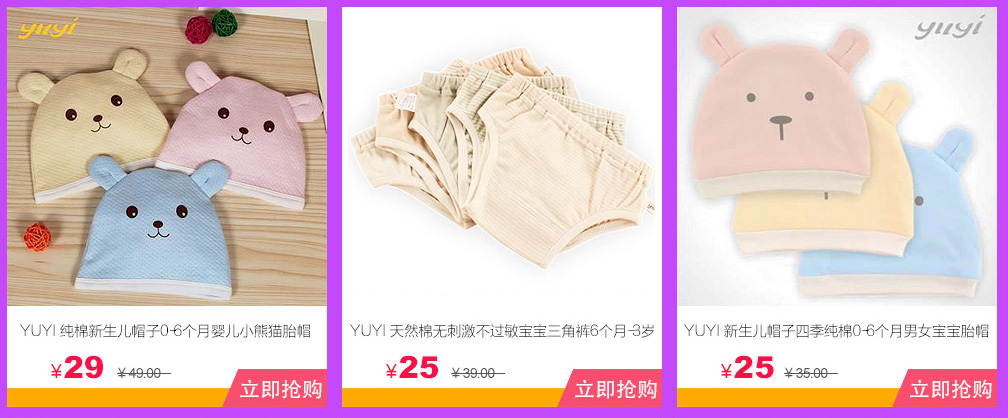 yuyi
YUYI 纯棉新生儿帽子0-6个月婴儿小熊猫胎帽
¥29 ¥49.00
立即抢购
YUYI 天然棉无刺激不过敏宝宝三角裤6个月-3岁
¥25 ¥39.00
立即抢购
yuyi
YUYI 新生儿帽子四季纯棉0-6个月男女宝宝胎帽
¥25 ¥35.00
立即抢购